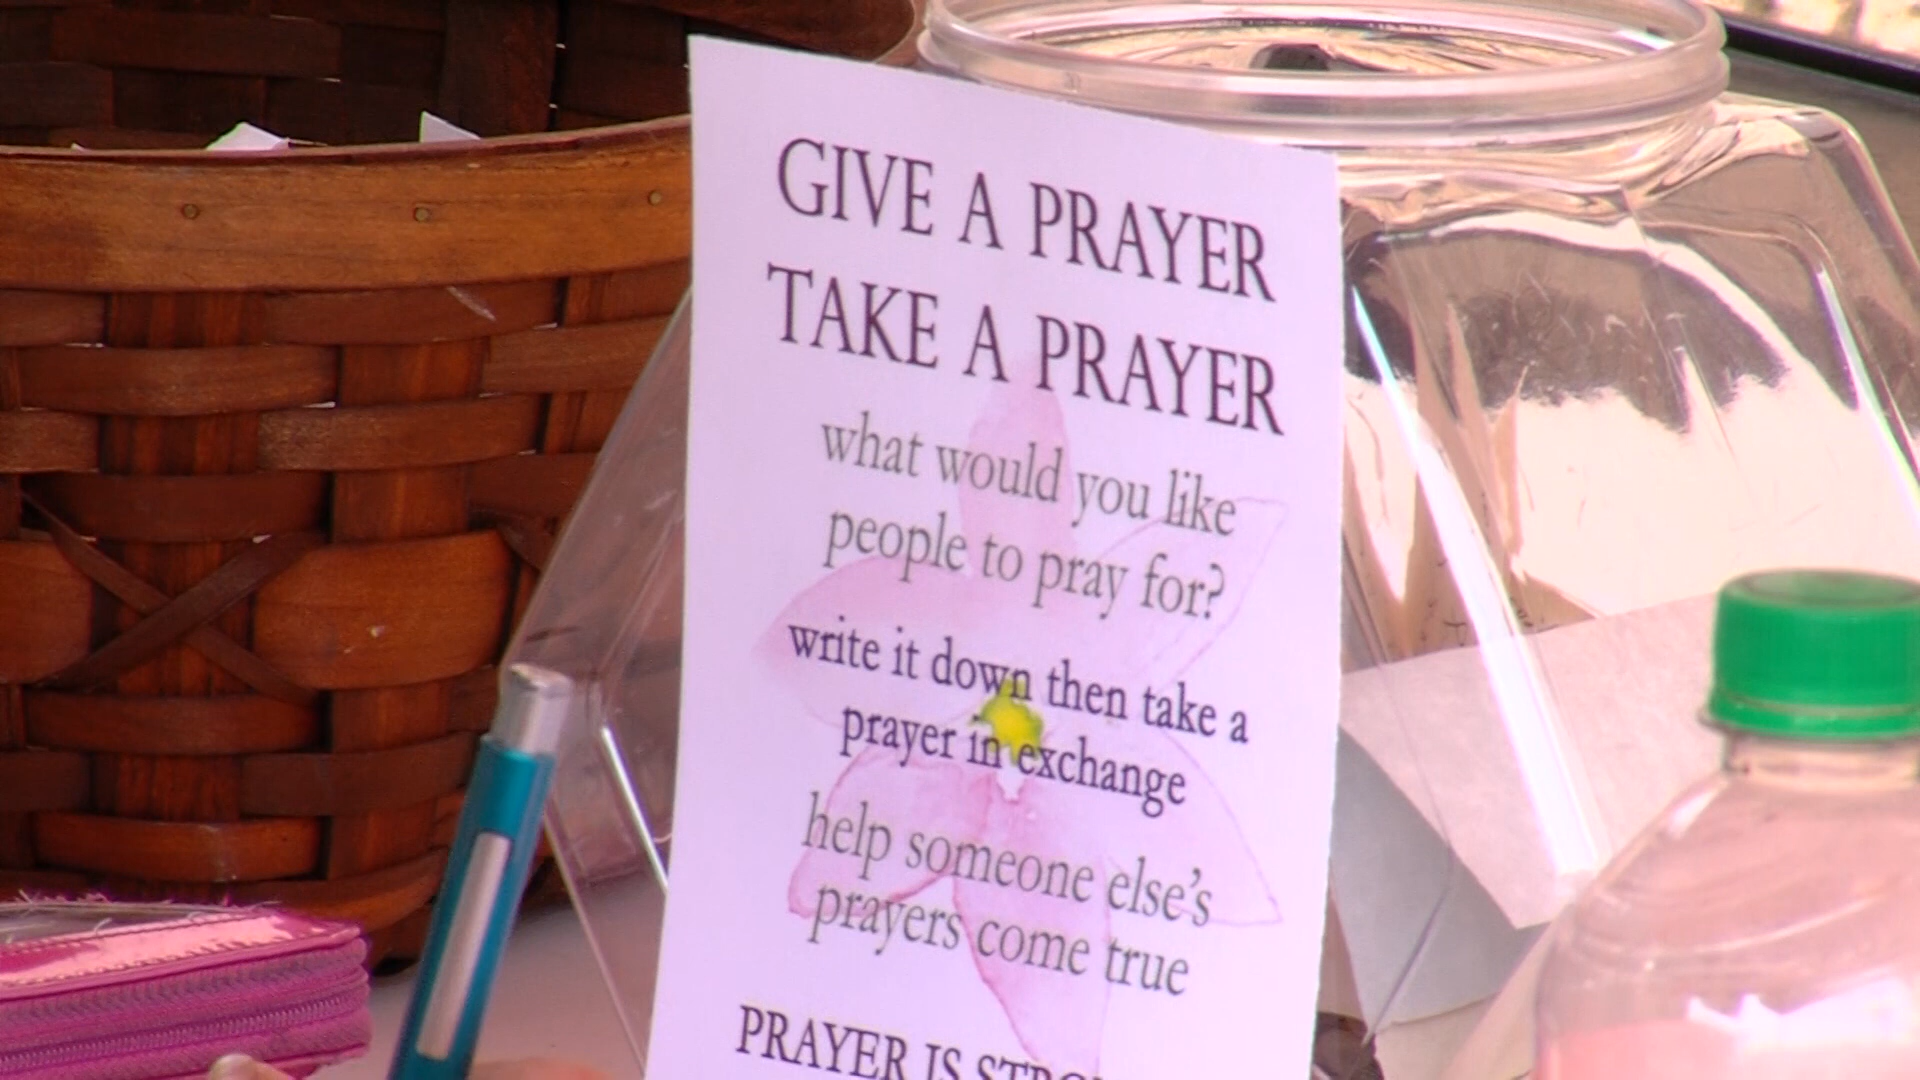 GIVE A PRAYER
TAKE A PRAYER
what would you like
people to pray for?
write it down then take a
prayer in exchange
help someone else's
prayers come true
PRAYER IS